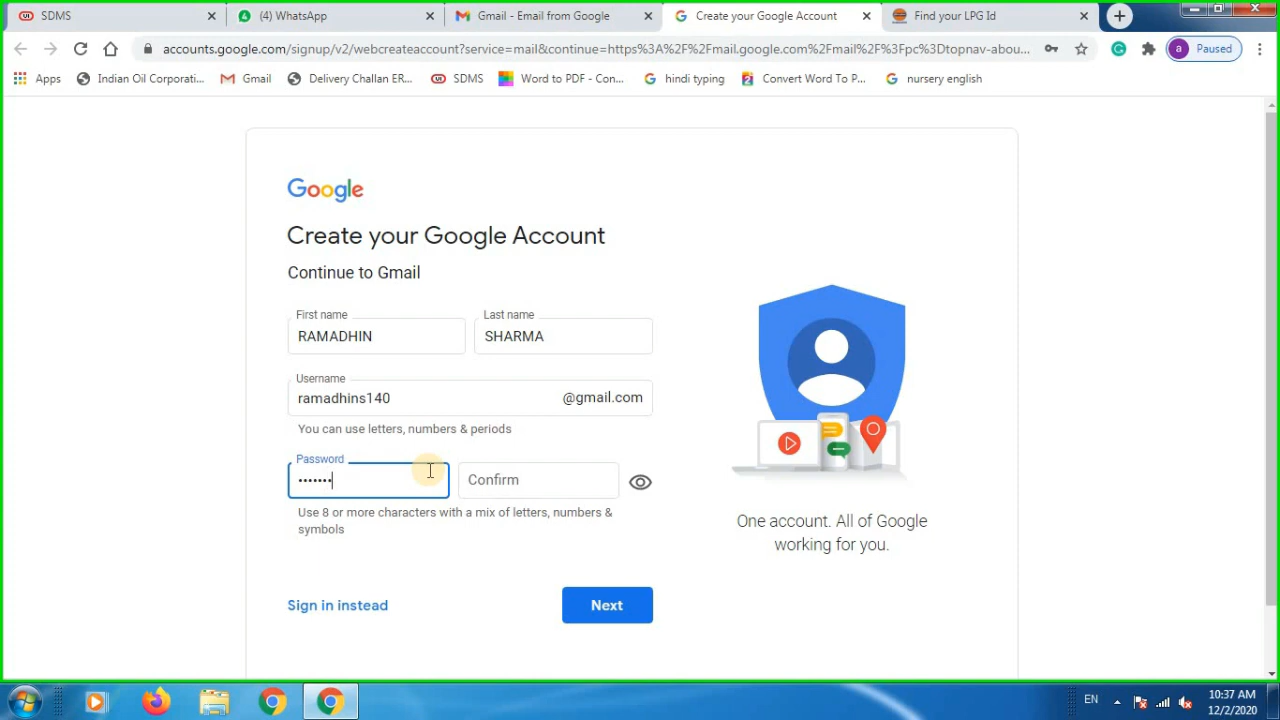 SDMS
(4) WhatsApp
Gmail - Email from Google
Create your Google Account
Find your LPG Id
accounts.google.com/signup/v2/webcreateaccount?service=mail&continue=https%3A%2F%2Fmail.google.com%2Fmail%2F%3Fpc%3Dtopnav-abou...
a Paused
Apps
Indian Oil Corporati...
Gmail
Delivery Challan ER...
SDMS
Word to PDF - Con...
hindi typing
Convert Word To P...
nursery english
Google
Create your Google Account
Continue to Gmail
First name
Last name
RAMADHIN
SHARMA
Username
ramadhins140
@gmail.com
You can use letters, numbers & periods
Password
Confirm
Use 8 or more characters with a mix of letters, numbers &
symbols
One account. All of Google
working for you.
Sign in instead
Next
EN
10:37 AM
12/2/2020